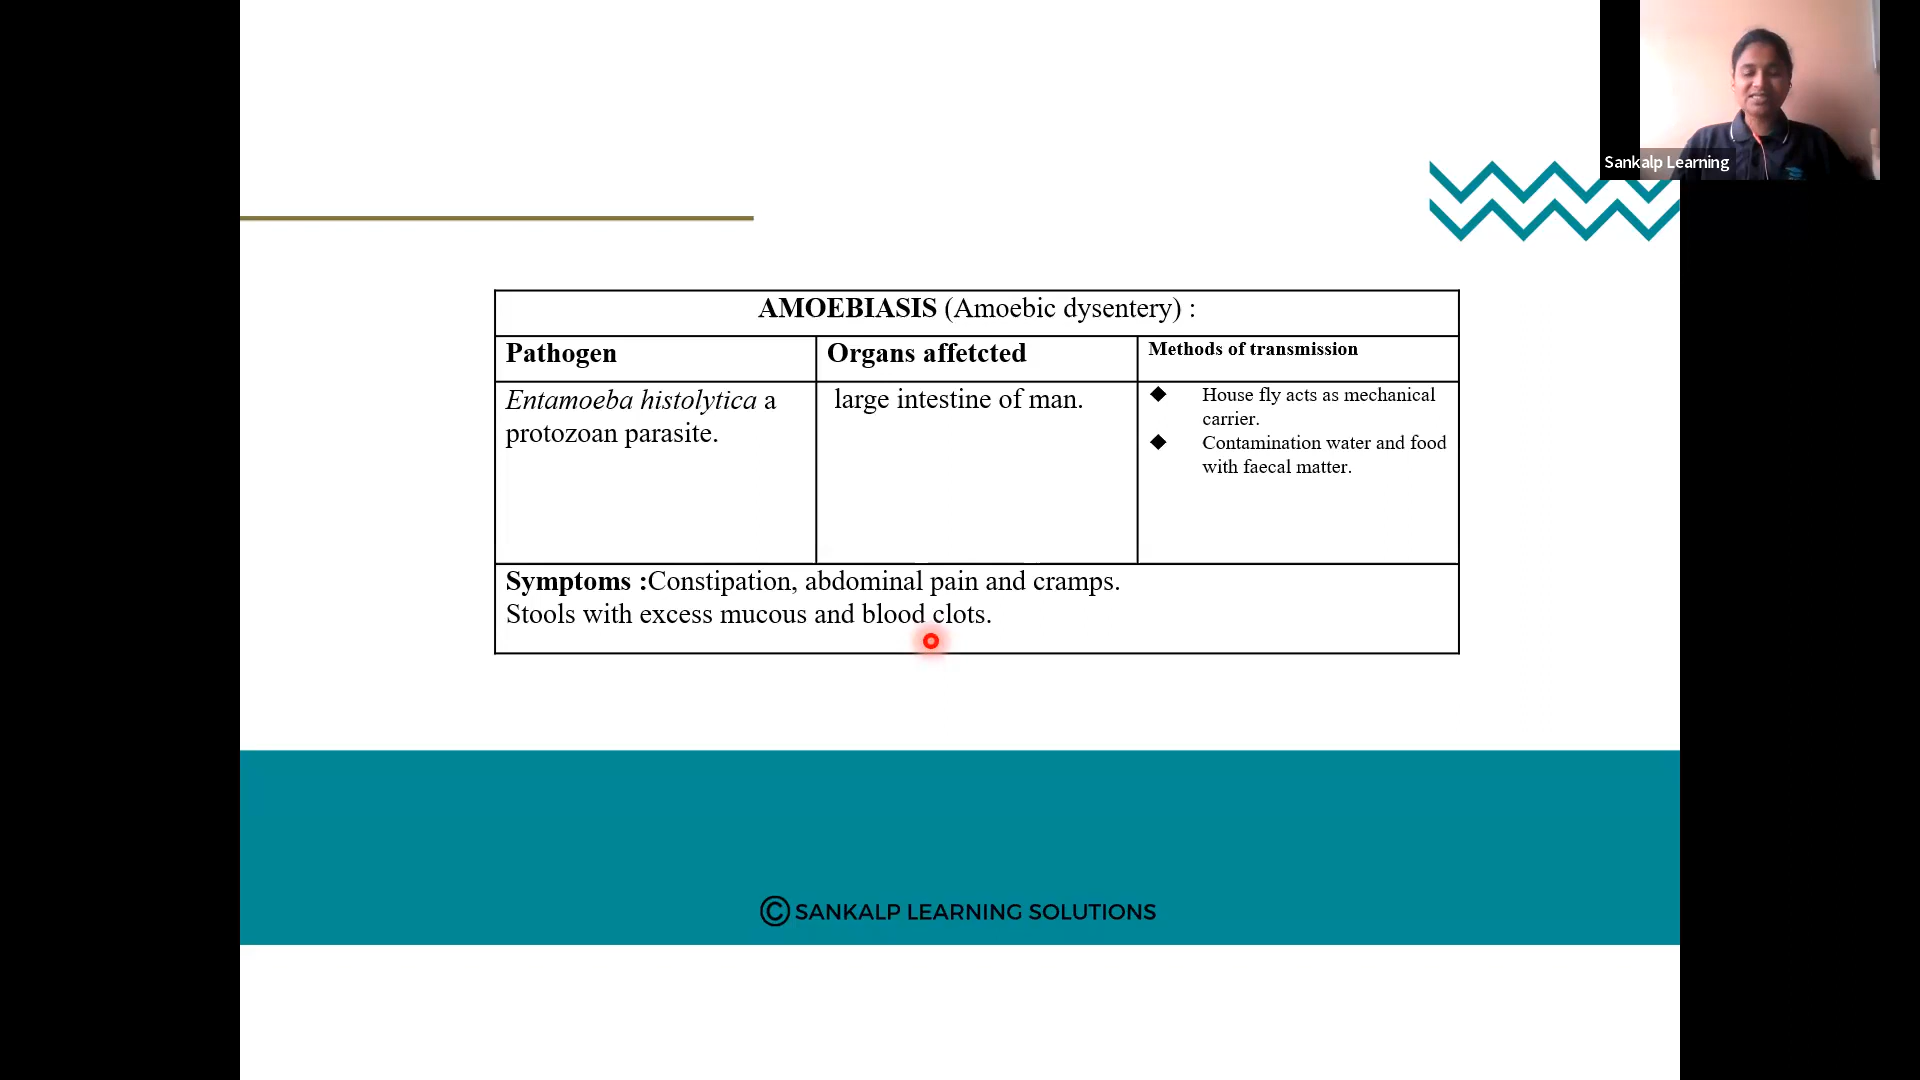 Sankalp Learning
AMOEBIASIS (Amoebic dysentery) :
Pathogen
Organs affetcted
Methods of transmission
Entamoeba histolytica a
protozoan parasite.
large intestine of man.
◆ House fly acts as mechanical
carrier.
◆ Contamination water and food
with faecal matter.
Symptoms :Constipation, abdominal pain and cramps.
Stools with excess mucous and blood clots.
© SANKALP LEARNING SOLUTIONS